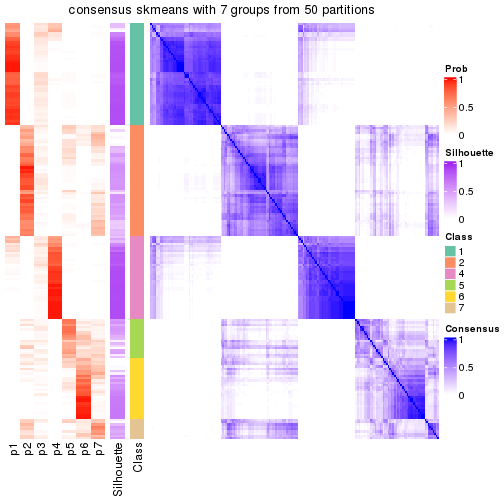 consensus skmeans with 7 groups from 50 partitions
Prob
1
0.5
0
Silhouette
1
0.5
0
Class
1
2
4
5
6
7
Consensus
1
0.5
0
p1
p2
p3
p4
p5
p6
p7
Silhouette
Class